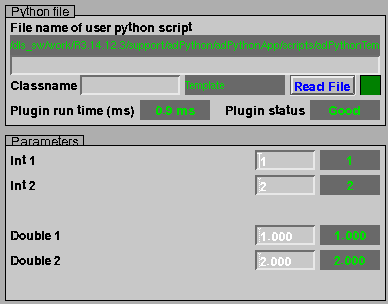 Python file
File name of user python script
/dls_sw/work/R3.14.12.3/support/adPython/adPythonApp/scripts/adPythonTem
Classname Template Read File
Plugin run time (ms) 0.9 ms Plugin status Good
Parameters
Int 1 1 1
Int 2 2 2
Double 1 1.000 1.000
Double 2 2.000 2.000